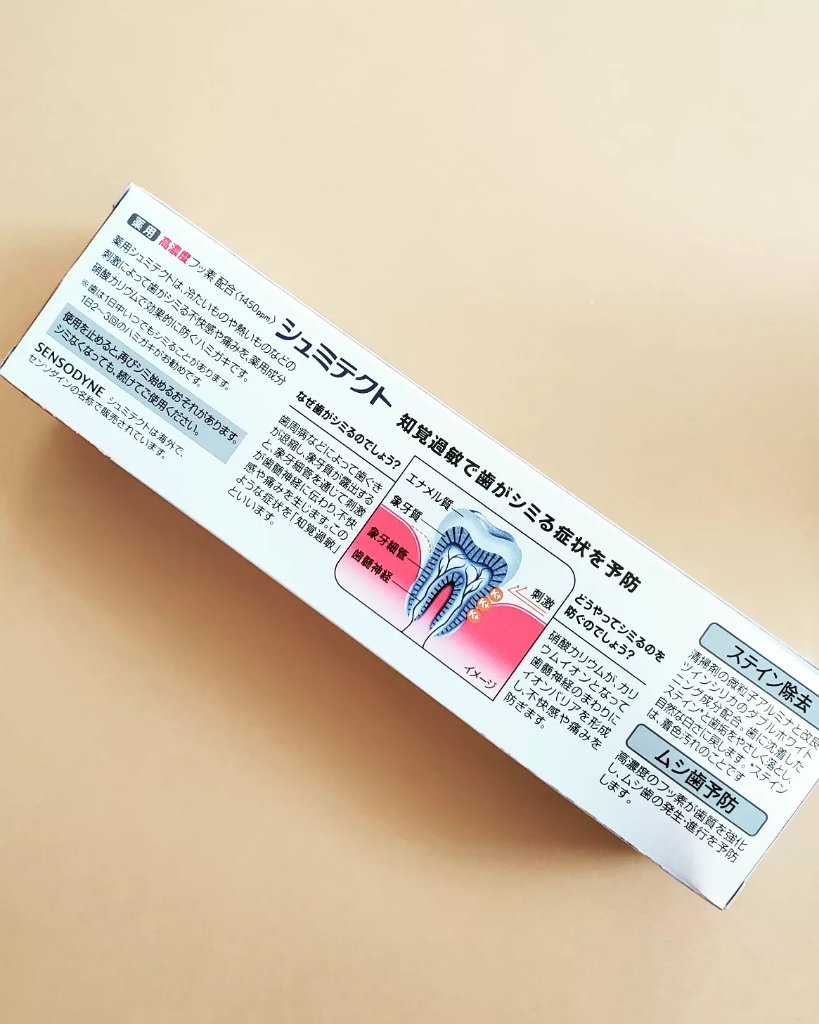 薬用 高濃度フッ素 配合〈1450ppm〉
シュミテクト
知覚過敏で歯がシミる症状を予防
薬用シュミテクトは、冷たいものや熱いものなどの
刺激によって歯がシミる不快感や痛みを、薬用成分
硝酸カリウムで効果的に防ぐハミガキです。
※歯は1日中いつでもシミることがあります。
1日2〜3回のハミガキがお勧めです。
使用を止めると、再びシミ始めるおそれがあります。
シミなくなっても、続けてご使用ください。
SENSODYNE シュミテクトは海外で、
センソダインの名称で販売されています。
なぜ歯がシミるのでしょう?
歯周病などによって歯ぐき
が退縮し、象牙質が露出する
と、象牙細管を通じて刺激
が歯髄神経に伝わり、不快
感や痛みを生じます。この
ような症状を「知覚過敏」
といいます。
エナメル質
象牙質
象牙細管
歯髄神経
K+
K+
K+
刺激
イメージ
どうやってシミるのを
防ぐのでしょう?
硝酸カリウムが、カリ
ウムイオンとなって
歯髄神経のまわりに
イオンバリアを形成
し、不快感や痛みを
防ぎます。
ステイン除去
清掃剤の微粒子アルミナと改良
ツインシリカのダブルホワイト
ニング成分配合。歯に沈着した
ステインと歯垢をやさしく落とし、
自然な白さに戻します。*ステイン
は、着色汚れのことです
ムシ歯予防
高濃度のフッ素が歯質を強化
し、ムシ歯の発生・進行を予防
します。